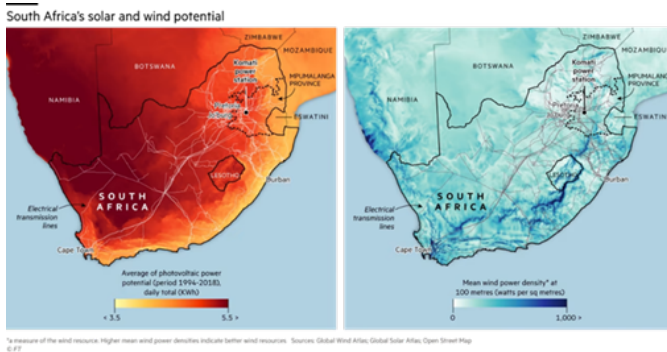 South Africa's solar and wind potential
ZIMBABWE
BOTSWANA
MOZAMBIQUE
Komati
power
station
MPUMALANGA
PROVINCE
NAMIBIA
Pretoria
ESWATINI
LESOTHO
Durban
SOUTH
AFRICA
Electrical
transmission
lines
Cape Town
Average of photovoltaic power
potential (period 1994-2018),
daily total (KWh)
< 3.5
5.5 >
ZIMBABWE
BOTSWANA
MOZAMBIQU
Komati
power
station
MPUMALANG
PROVINCE
NAMIBIA
Pretoria
ESWATINI
LESOTHO
Durban
SOUTH
AFRICA
Electrical
transmission
lines
Cape Town
Mean wind power density* at
100 metres (watts per sq metres)
0
1,000 >
*a measure of the wind resource. Higher mean wind power densities indicate better wind resources Sources: Global Wind Atlas; Global Solar Atlas; Open Street Map
© FT